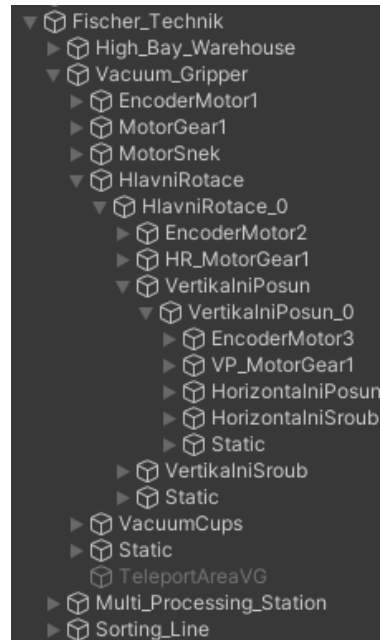 Fischer_Technik
High_Bay_Warehouse
Vacuum_Gripper
EncoderMotor1
MotorGear1
MotorSnek
HlavniRotace
HlavniRotace_0
EncoderMotor2
HR_MotorGear1
VertikalniPosun
VertikalniPosun_0
EncoderMotor3
VP_MotorGear1
HorizontalniPosun
HorizontalniSroub
Static
VertikalniSroub
Static
VacuumCups
Static
TeleportAreaVG
Multi_Processing_Station
Sorting_Line